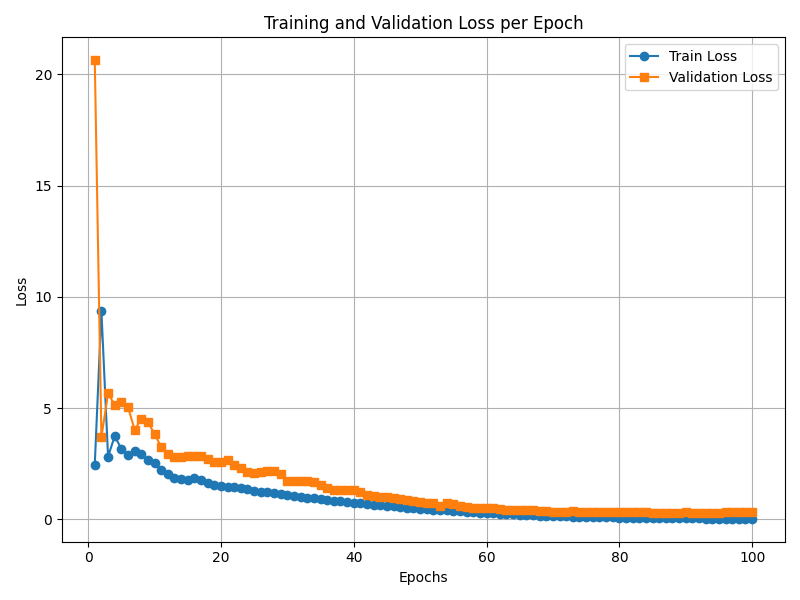 Training and Validation Loss per Epoch
Train Loss
Validation Loss
20
15
10
5
0
Loss
0 20 40 60 80 100
Epochs